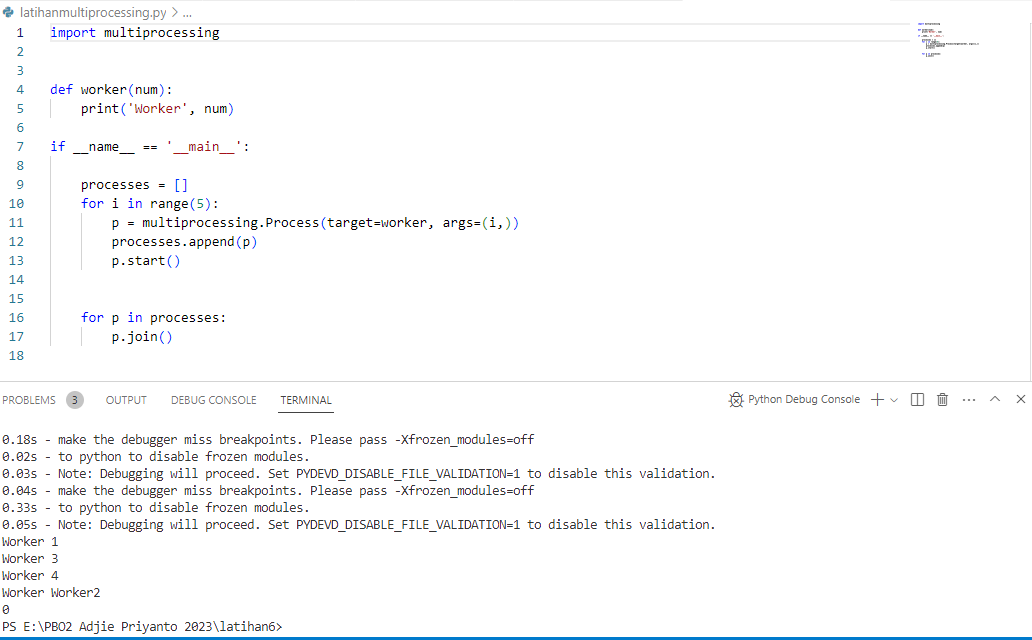 latihanmultiprocessing.py > ...
1 import multiprocessing
2
3
4 def worker(num):
5 print('Worker', num)
6
7 if __name__ == '__main__':
8
9 processes = []
10 for i in range(5):
11 p = multiprocessing.Process(target=worker, args=(i,))
12 processes.append(p)
13 p.start()
14
15
16 for p in processes:
17 p.join()
18
PROBLEMS 3 OUTPUT DEBUG CONSOLE TERMINAL Python Debug Console
0.18s - make the debugger miss breakpoints. Please pass -Xfrozen_modules=off
0.02s - to python to disable frozen modules.
0.03s - Note: Debugging will proceed. Set PYDEVD_DISABLE_FILE_VALIDATION=1 to disable this validation.
0.04s - make the debugger miss breakpoints. Please pass -Xfrozen_modules=off
0.33s - to python to disable frozen modules.
0.05s - Note: Debugging will proceed. Set PYDEVD_DISABLE_FILE_VALIDATION=1 to disable this validation.
Worker 1
Worker 3
Worker 4
Worker Worker2
0
PS E:\PBO2 Adjie Priyanto 2023\latihan6>